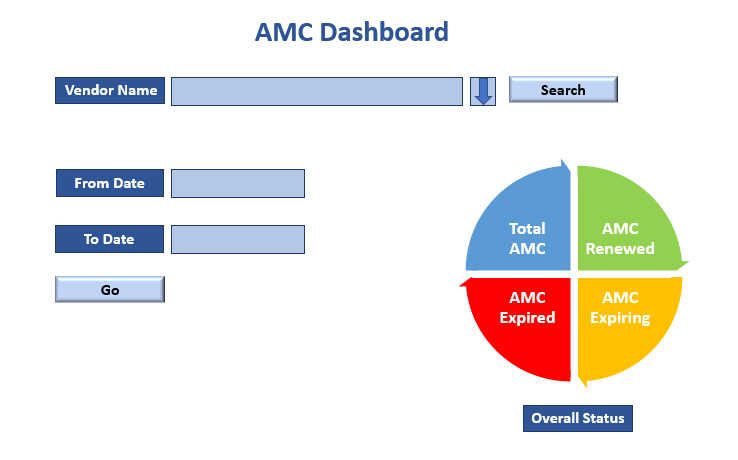 AMC Dashboard
Vendor Name
Search
From Date
To Date
Go
Total
AMC
AMC
Renewed
AMC
Expired
AMC
Expiring
Overall Status